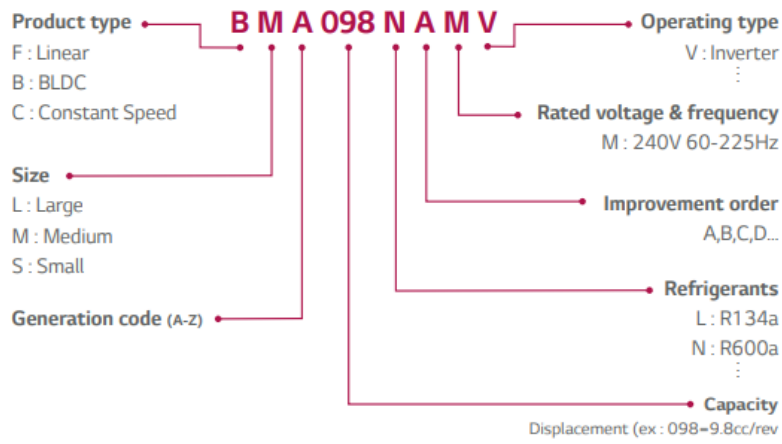 B M A 098 N A M V
Product type
F : Linear
B : BLDC
C : Constant Speed
Size
L : Large
M : Medium
S : Small
Generation code (A-Z)
Operating type
V : Inverter
⋮
Rated voltage & frequency
M : 240V 60-225Hz
Improvement order
A,B,C,D...
Refrigerants
L : R134a
N : R600a
⋮
Capacity
Displacement (ex : 098=9.8cc/rev